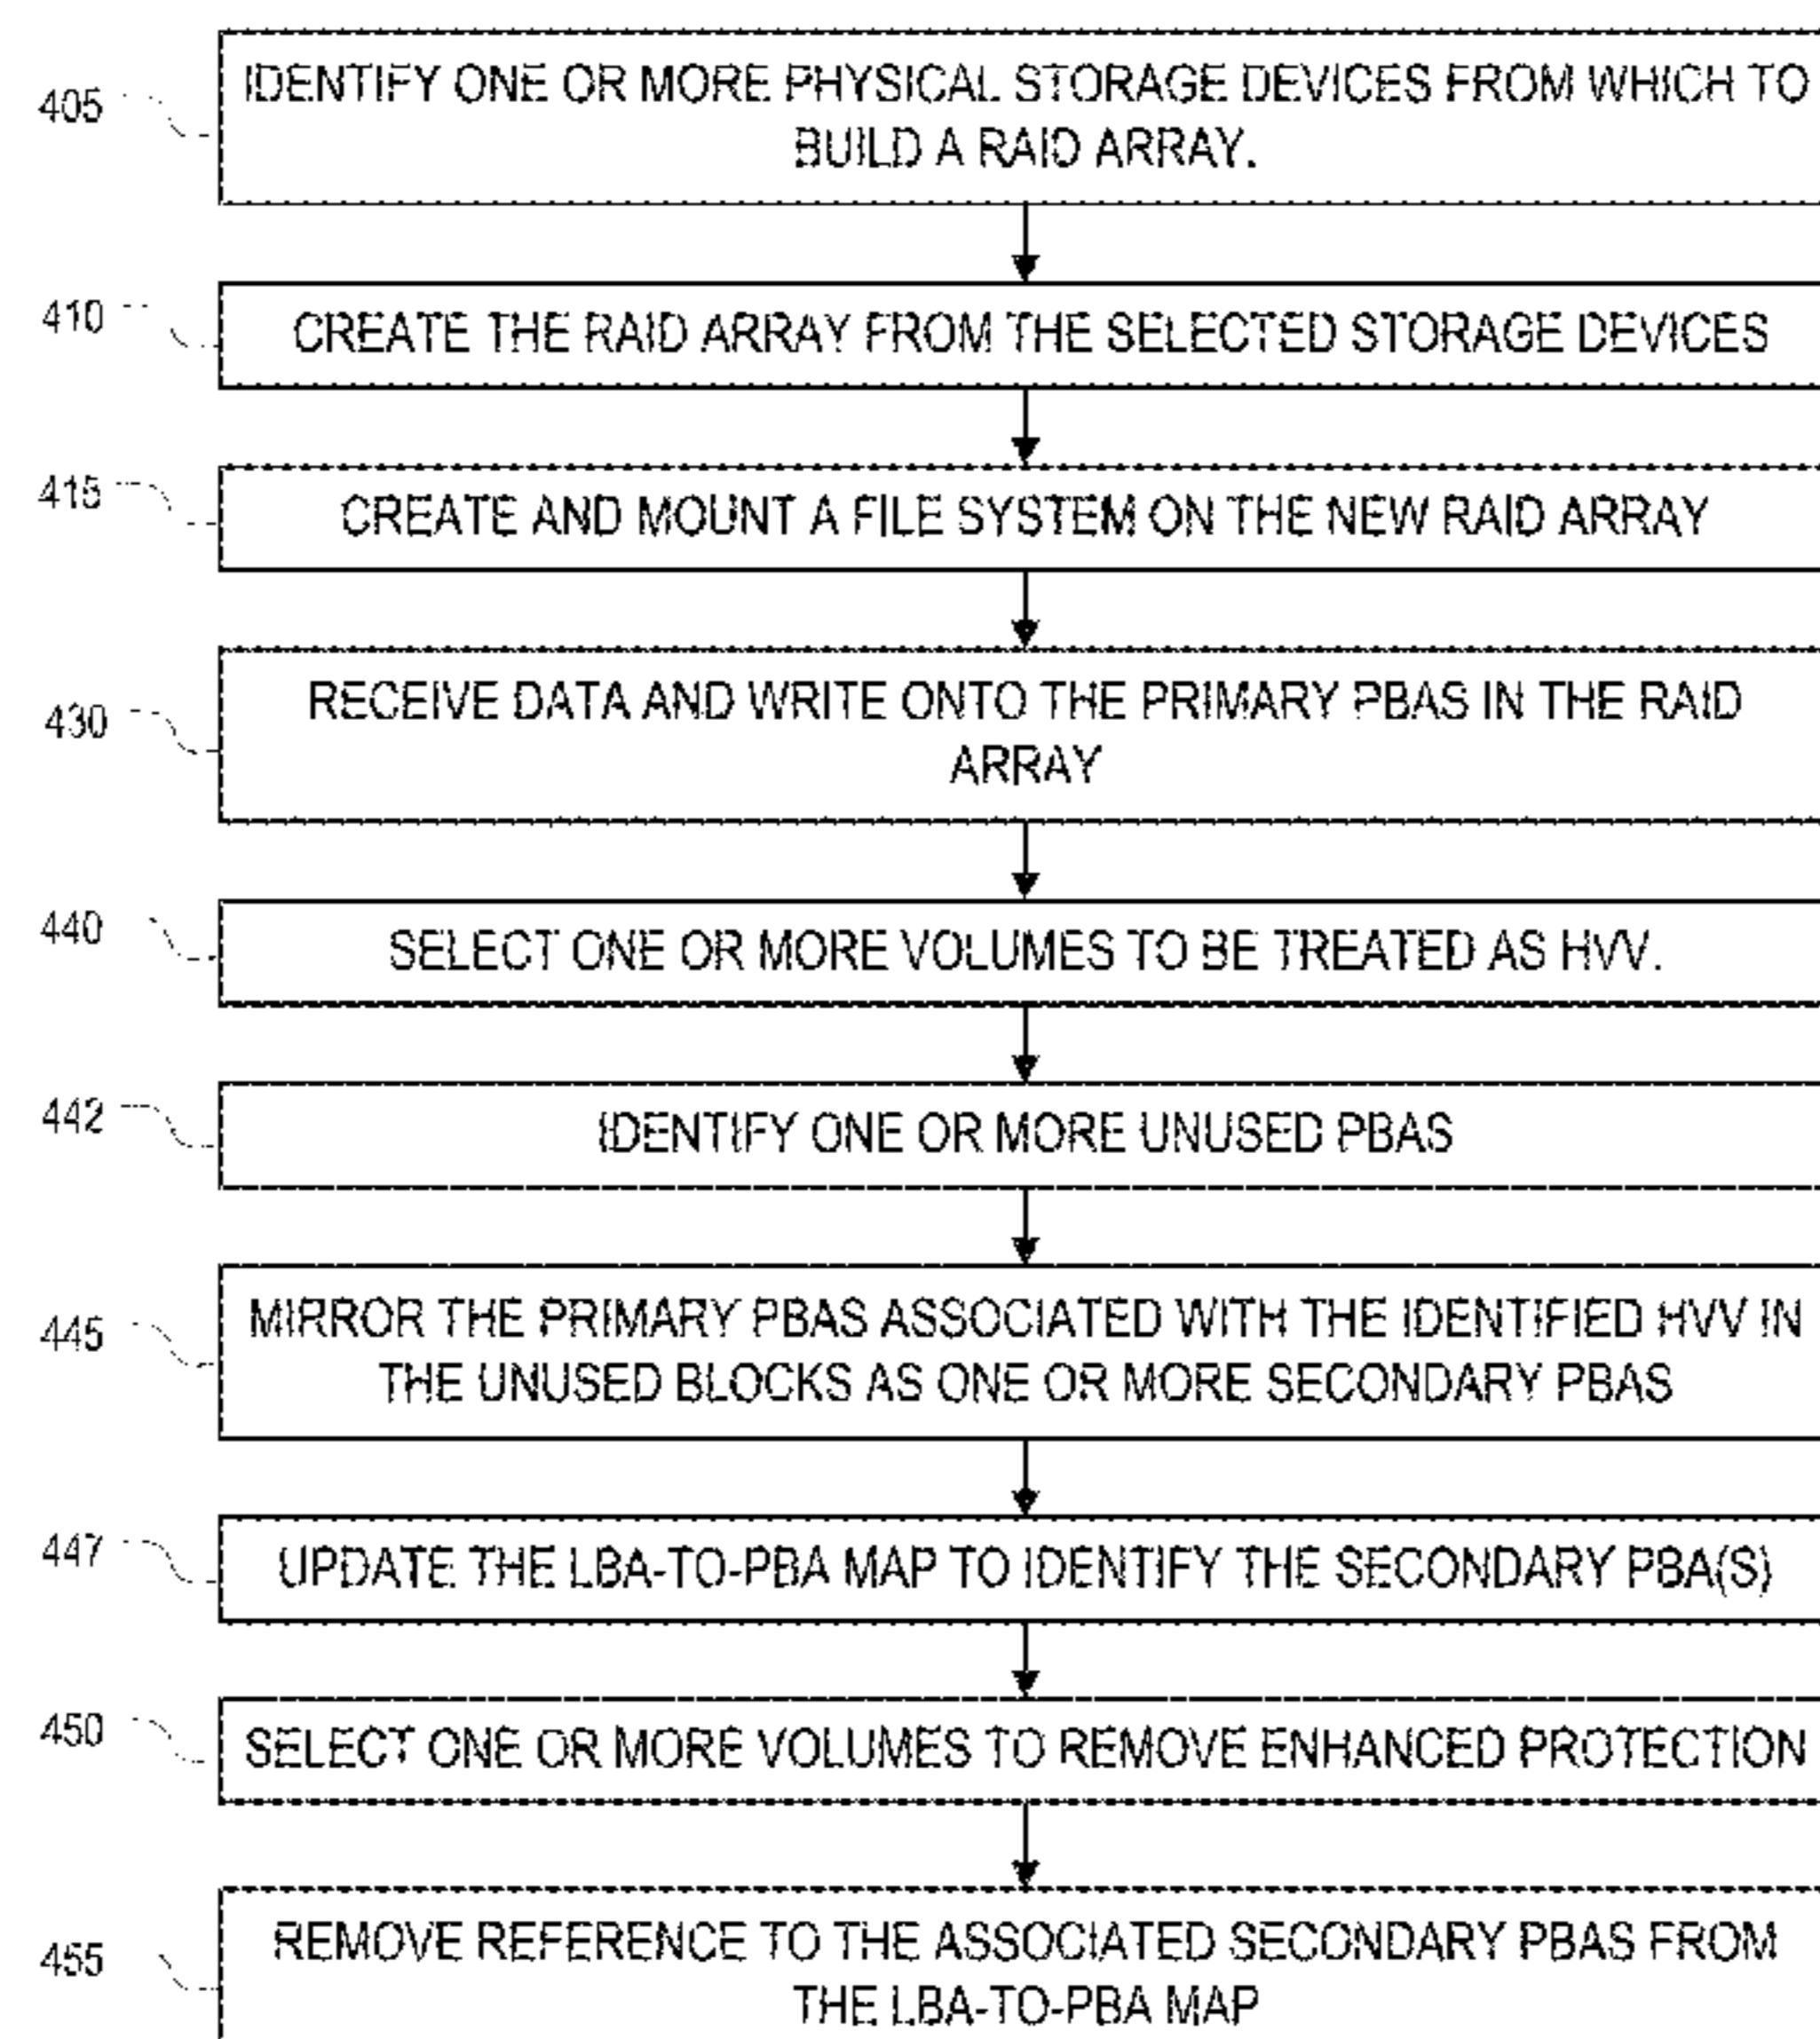 405
IDENTIFY ONE OR MORE PHYSICAL STORAGE DEVICES FROM WHICH TO
BUILD A RAID ARRAY.
410
CREATE THE RAID ARRAY FROM THE SELECTED STORAGE DEVICES
415
CREATE AND MOUNT A FILE SYSTEM ON THE NEW RAID ARRAY
430
RECEIVE DATA AND WRITE ONTO THE PRIMARY PBAS IN THE RAID
ARRAY
440
SELECT ONE OR MORE VOLUMES TO BE TREATED AS HVV.
442
IDENTIFY ONE OR MORE UNUSED PBAS
445
MIRROR THE PRIMARY PBAS ASSOCIATED WITH THE IDENTIFIED HVV IN
THE UNUSED BLOCKS AS ONE OR MORE SECONDARY PBAS
447
UPDATE THE LBA-TO-PBA MAP TO IDENTIFY THE SECONDARY PBA(S)
450
SELECT ONE OR MORE VOLUMES TO REMOVE ENHANCED PROTECTION
455
REMOVE REFERENCE TO THE ASSOCIATED SECONDARY PBAS FROM
THE LBA-TO-PBA MAP